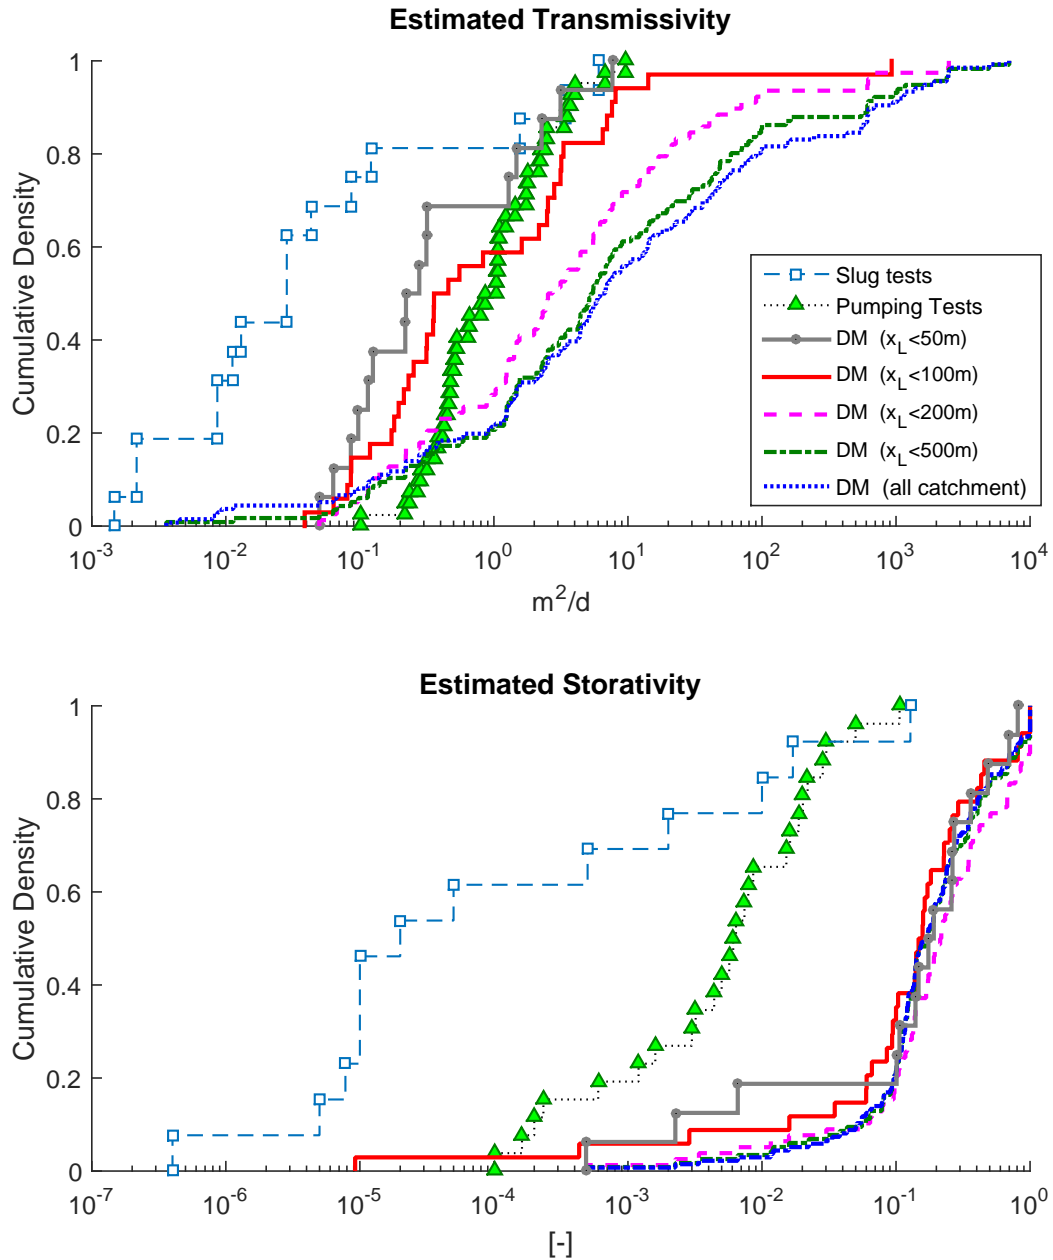 Estimated Transmissivity
Cumulative Density
1
0.8
0.6
0.4
0.2
0
10^-3 10^-2 10^-1 10^0 10^1 10^2 10^3 10^4
m^2/d
Slug tests
Pumping Tests
DM (x_L<50m)
DM (x_L<100m)
DM (x_L<200m)
DM (x_L<500m)
DM (all catchment)
Estimated Storativity
Cumulative Density
1
0.8
0.6
0.4
0.2
0
10^-7 10^-6 10^-5 10^-4 10^-3 10^-2 10^-1 10^0
[-]